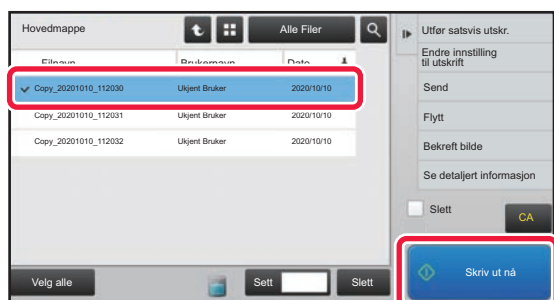 Hovedmappe
Alle Filer
Filnavn Brukernavn Dato
Copy_20201010_112030 Ukjent Bruker 2020/10/10
Copy_20201010_112031 Ukjent Bruker 2020/10/10
Copy_20201010_112032 Ukjent Bruker 2020/10/10
Velg alle
Sett
Slett
Utfør satsvis utskr.
Endre innstilling
til utskrift
Send
Flytt
Bekreft bilde
Se detaljert informasjon
Slett
CA
Skriv ut nå